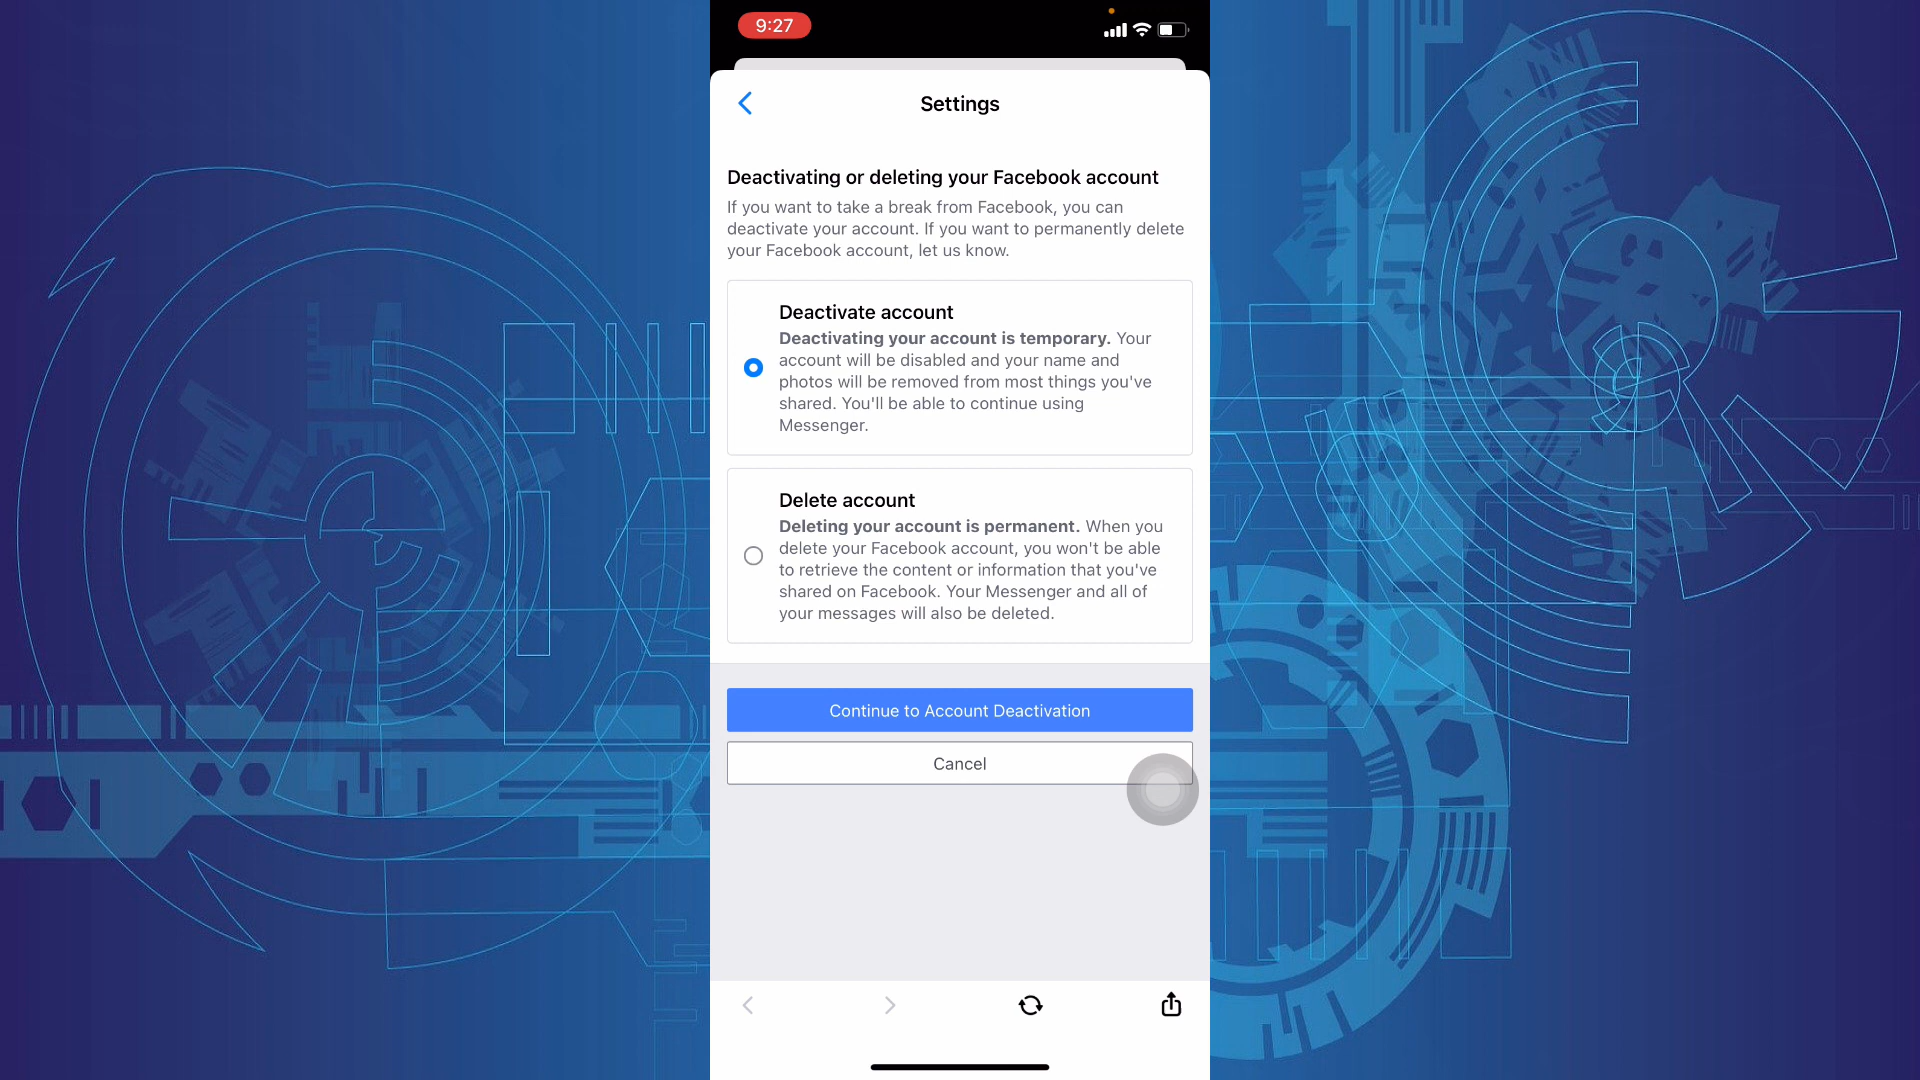 9:27
Settings
Deactivating or deleting your Facebook account
If you want to take a break from Facebook, you can
deactivate your account. If you want to permanently delete
your Facebook account, let us know.
Deactivate account
Deactivating your account is temporary. Your
account will be disabled and your name and
photos will be removed from most things you've
shared. You'll be able to continue using
Messenger.
Delete account
Deleting your account is permanent. When you
delete your Facebook account, you won't be able
to retrieve the content or information that you've
shared on Facebook. Your Messenger and all of
your messages will also be deleted.
Continue to Account Deactivation
Cancel